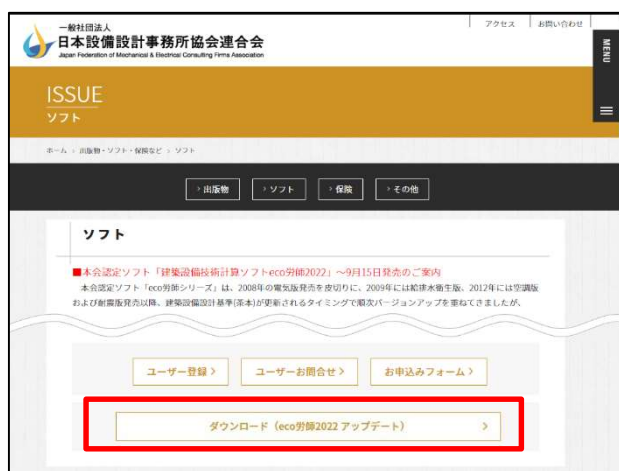 アクセス
お問い合わせ
一般社団法人
日本設備設計事務所協会連合会
Japan Federation of Mechanical & Electrical Consulting Firms Association
MENU
ISSUE
ソフト
ホーム > 出版物・ソフト・保険など > ソフト
> 出版物
> ソフト
> 保険
> その他
ソフト
■本会認定ソフト「建築設備技術計算ソフトeco労師2022」～9月15日発売のご案内
本会認定ソフト「eco労師シリーズ」は、2008年の電気版発売を皮切りに、2009年には給排水衛生版、2012年には空調版
および耐震版発売以降、建築設備設計基準(茶本)が更新されるタイミングで順次バージョンアップを重ねてきましたが、
ユーザー登録 >
ユーザーお問合せ >
お申込みフォーム >
ダウンロード（eco労師2022 アップデート） >